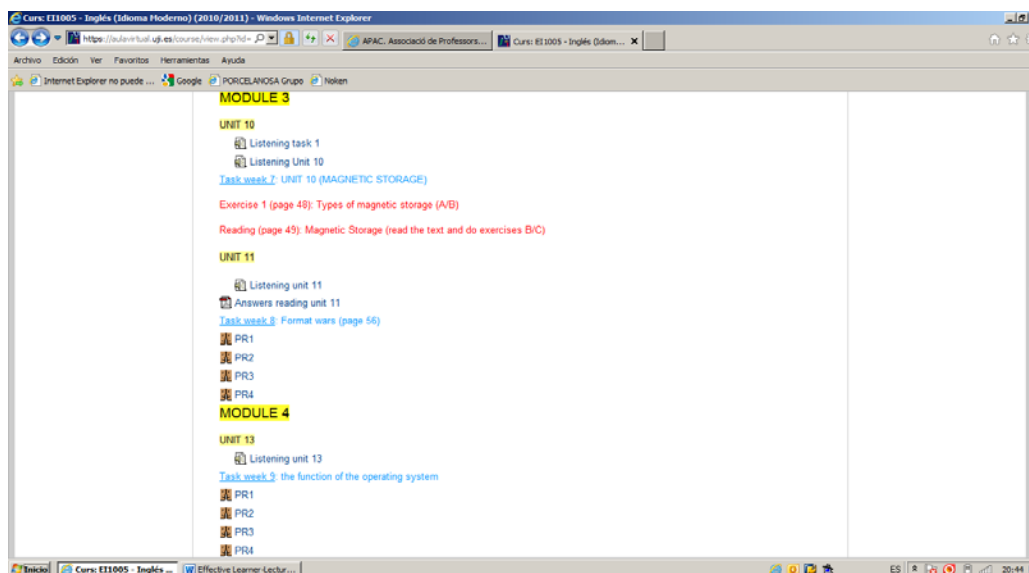 Curs: EI1005 - Inglés (Idioma Moderno) (2010/2011) - Windows Internet Explorer
https://aulavirtual.uji.es/course/view.php?id=
APAC. Associació de Professors...
Curs: EI1005 - Inglés (Idiom...
Archivo Edición Ver Favoritos Herramientas Ayuda
Internet Explorer no puede ... Google PORCELANOSA Grupo Noken
MODULE 3
UNIT 10
Listening task 1
Listening Unit 10
Task week 7: UNIT 10 (MAGNETIC STORAGE)
Exercise 1 (page 48): Types of magnetic storage (A/B)
Reading (page 49): Magnetic Storage (read the text and do exercises B/C)
UNIT 11
Listening unit 11
Answers reading unit 11
Task week 8: Format wars (page 56)
PR1
PR2
PR3
PR4
MODULE 4
UNIT 13
Listening unit 13
Task week 9: the function of the operating system
PR1
PR2
PR3
PR4
Inicio Curs: EI1005 - Inglés ... Effective Learner-Lectur... ES 20:44